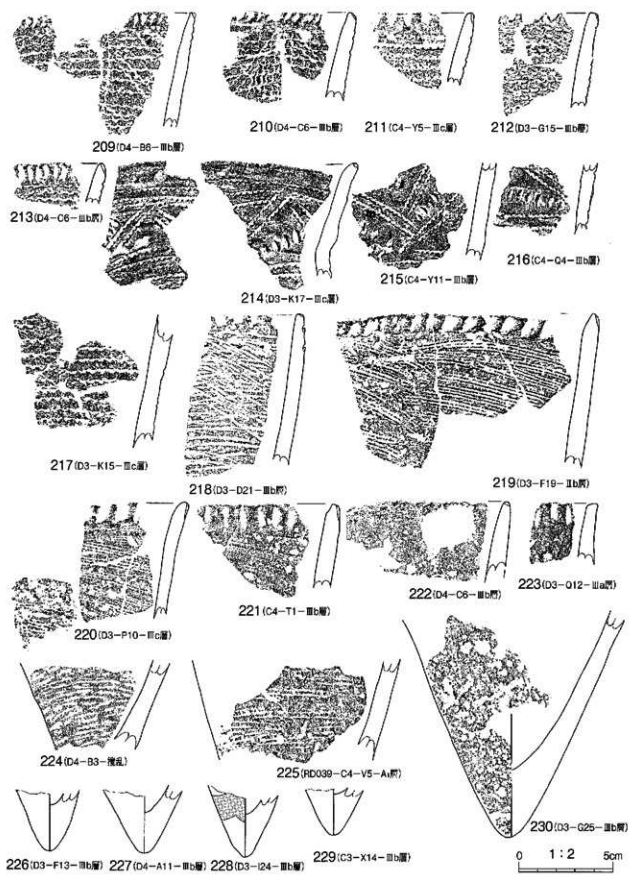 209(D4-B6-Ⅲb層)
210(D4-C6-Ⅲb層)
211(C4-Y5-Ⅲc層)
212(D3-G15-Ⅲb層)
213(D4-C6-Ⅲb層)
214(D3-K17-Ⅲc層)
215(C4-Y11-Ⅲb層)
216(C4-Q4-Ⅲb層)
217(D3-K15-Ⅲc層)
218(D3-D21-Ⅲb層)
219(D3-F19-Ⅱb層)
220(D3-P10-Ⅲc層)
221(C4-T1-Ⅲb層)
222(D4-C6-Ⅲb層)
223(D3-Q12-Ⅲa層)
224(D4-B3-攪乱)
225(RD039-C4-V5-A₁層)
226(D3-F13-Ⅲb層)
227(D4-A11-Ⅲb層)
228(D3-I24-Ⅲb層)
229(C3-X14-Ⅲb層)
230(D3-G25-Ⅲb層)
0 1:2 5cm